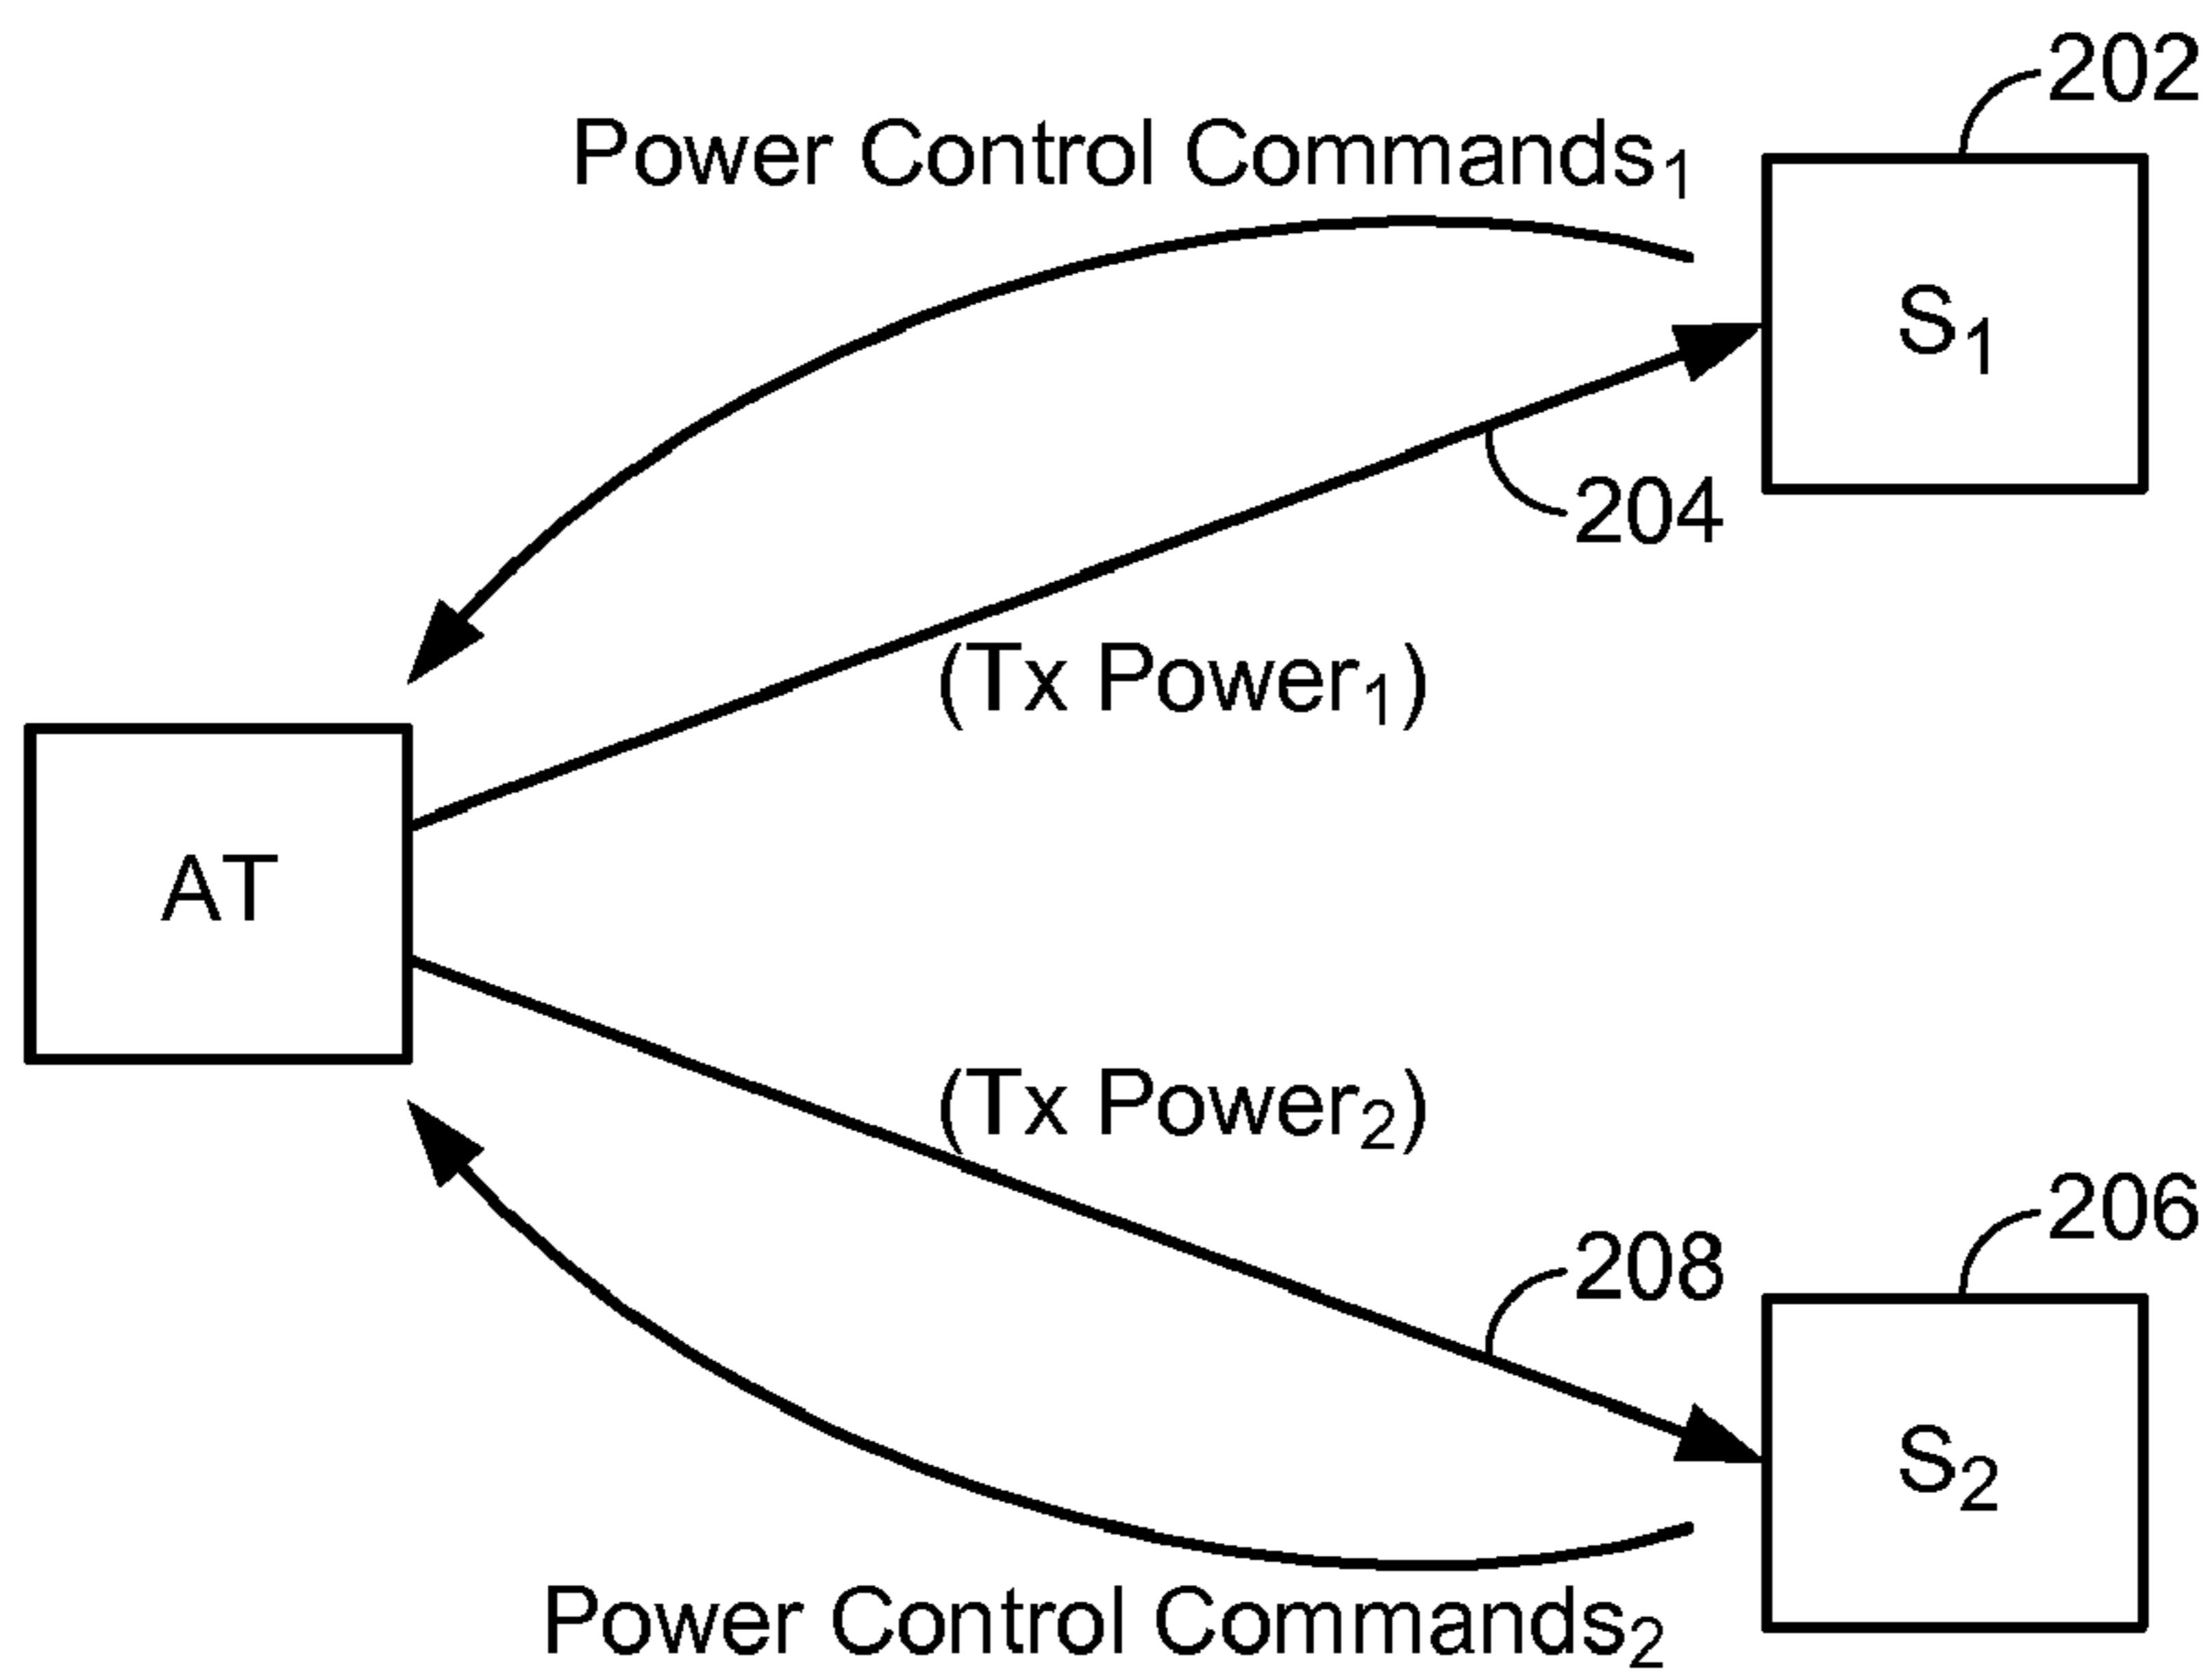 202
Power Control Commands₁
S₁
204
(Tx Power₁)
AT
(Tx Power₂)
206
208
S₂
Power Control Commands₂